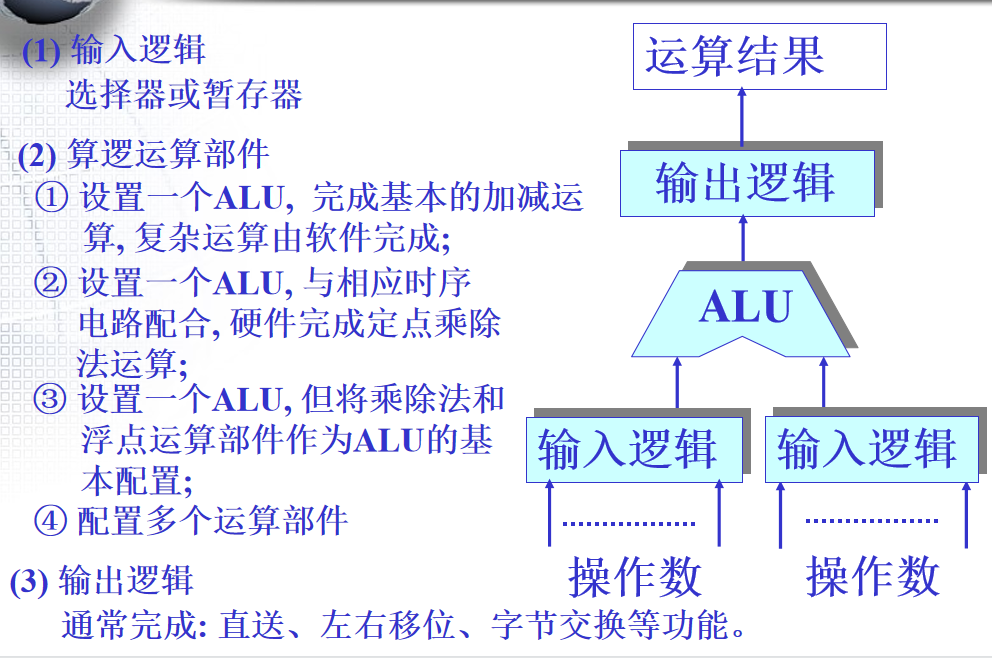 (1) 输入逻辑
选择器或暂存器
(2) 算逻运算部件
① 设置一个ALU, 完成基本的加减运
算, 复杂运算由软件完成;
② 设置一个ALU, 与相应时序
电路配合, 硬件完成定点乘除
法运算;
③ 设置一个ALU, 但将乘除法和
浮点运算部件作为ALU的基
本配置;
④ 配置多个运算部件
(3) 输出逻辑
通常完成: 直送、左右移位、字节交换等功能。
运算结果
输出逻辑
ALU
输入逻辑
输入逻辑
操作数
操作数